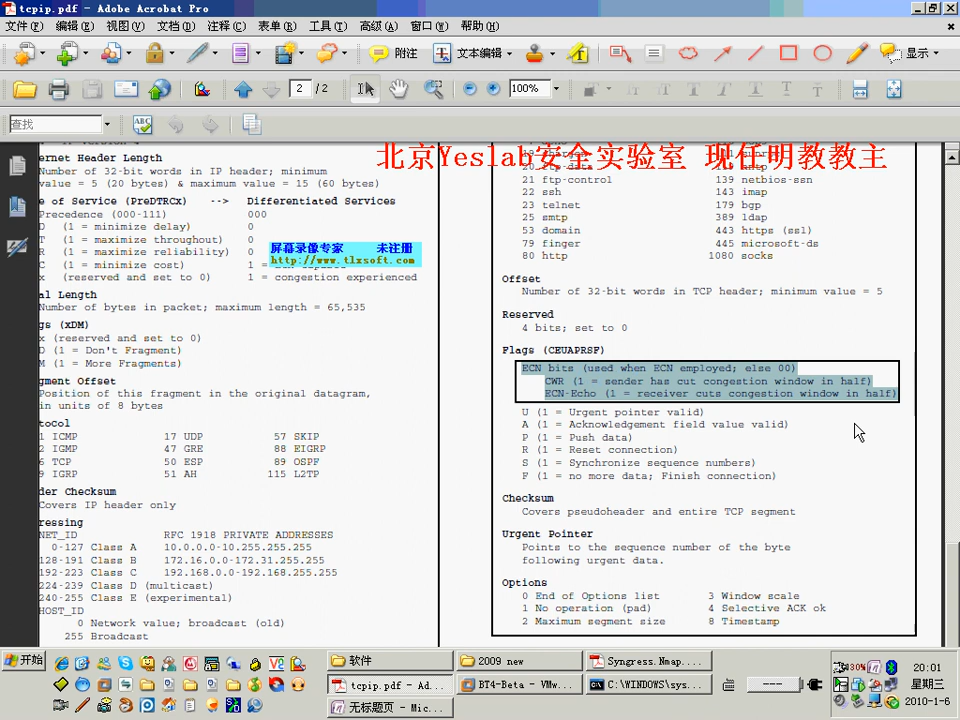 tcpip.pdf - Adobe Acrobat Pro
文件(F) 编辑(E) 视图(V) 文档(D) 注释(C) 表单(R) 工具(T) 高级(A) 窗口(W) 帮助(H)
附注 文本编辑 显示
2 / 2 100%
查找
北京Yeslab安全实验室 现任明教教主
ernet Header Length
Number of 32-bit words in IP header; minimum
value = 5 (20 bytes) & maximum value = 15 (60 bytes)
e of Service (PreDTRCx) --> Differentiated Services
Precedence (000-111) 000
D (1 = minimize delay) 0
T (1 = maximize throughout) 0
R (1 = maximize reliability) 0
C (1 = minimize cost) 1 =
x (reserved and set to 0) 1 = congestion experienced
屏幕录像专家 未注册
http://www.tlxsoft.com
al Length
Number of bytes in packet; maximum length = 65,535
gs (xDM)
x (reserved and set to 0)
D (1 = Don't Fragment)
M (1 = More Fragments)
gment Offset
Position of this fragment in the original datagram,
in units of 8 bytes
toCol
1 ICMP 17 UDP 57 SKIP
2 IGMP 47 GRE 88 EIGRP
6 TCP 50 ESP 89 OSPF
9 IGRP 51 AH 115 L2TP
der Checksum
Covers IP header only
ressing
NET_ID RFC 1918 PRIVATE ADDRESSES
0-127 Class A 10.0.0.0-10.255.255.255
128-191 Class B 172.16.0.0-172.31.255.255
192-223 Class C 192.168.0.0-192.168.255.255
224-239 Class D (multicast)
240-255 Class E (experimental)
HOST_ID
0 Network value; broadcast (old)
255 Broadcast
20 ftp-data
21 ftp-control 139 netbios-ssn
22 ssh 143 imap
23 telnet 179 bgp
25 smtp 389 ldap
53 domain 443 https (ssl)
79 finger 445 microsoft-ds
80 http 1080 socks
Offset
Number of 32-bit words in TCP header; minimum value = 5
Reserved
4 bits; set to 0
Flags (CEUAPRSF)
ECN bits (used when ECN employed; else 00)
CWR (1 = sender has cut congestion window in half)
ECN-Echo (1 = receiver cuts congestion window in half)
U (1 = Urgent pointer valid)
A (1 = Acknowledgement field value valid)
P (1 = Push data)
R (1 = Reset connection)
S (1 = Synchronize sequence numbers)
F (1 = no more data; Finish connection)
Checksum
Covers pseudoheader and entire TCP segment
Urgent Pointer
Points to the sequence number of the byte
following urgent data.
Options
0 End of Options list 3 Window scale
1 No operation (pad) 4 Selective ACK ok
2 Maximum segment size 8 Timestamp
开始 软件 2009 new Syngress.Nmap....
tcpip.pdf - Ad... BT4-Beta - VMw... C:\WINDOWS\sys...
无标题页 - Mic...
30% 20:01
星期三
2010-1-6